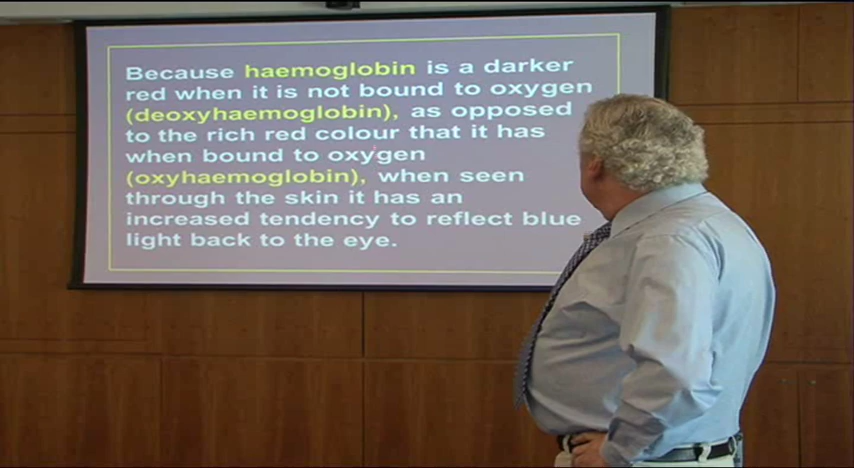 Because haemoglobin is a darker
red when it is not bound to oxygen
(deoxyhaemoglobin), as opposed
to the rich red colour that it has
when bound to oxygen
(oxyhaemoglobin), when seen
through the skin it has an
increased tendency to reflect blue
light back to the eye.